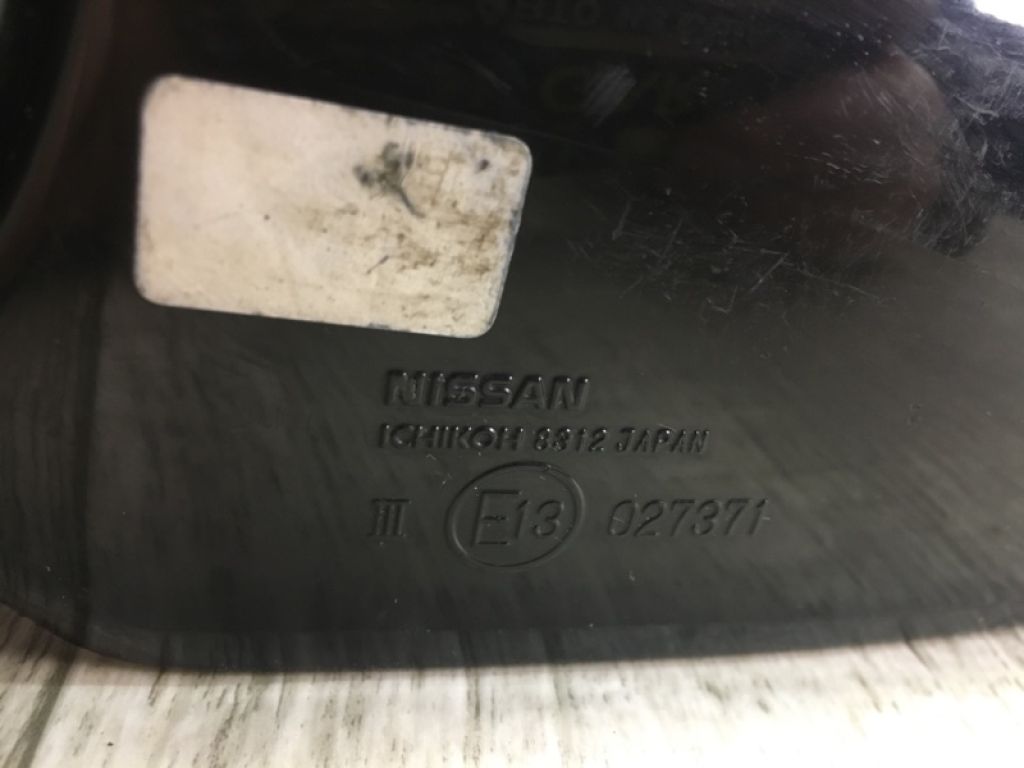 NISSAN
ICHIKOH 8312 JAPAN
III E13 027371